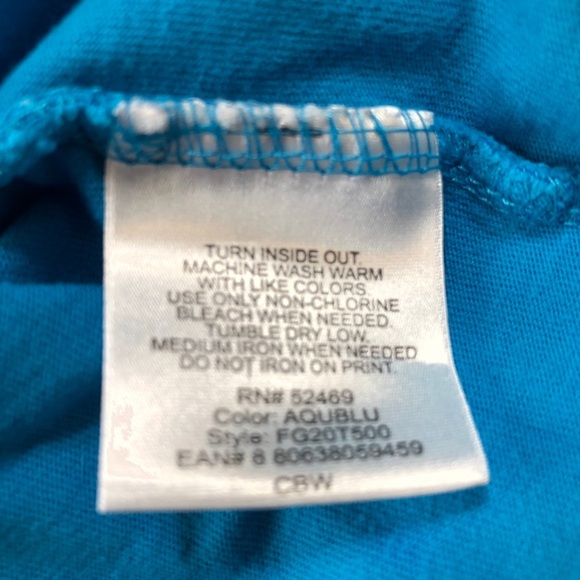 TURN INSIDE OUT.
MACHINE WASH WARM
WITH LIKE COLORS.
USE ONLY NON-CHLORINE
BLEACH WHEN NEEDED.
TUMBLE DRY LOW.
MEDIUM IRON WHEN NEEDED
DO NOT IRON ON PRINT.
RN# 52469
Color: AQUBLU
Style: FG20T500
EAN# 8 80638059459
CBW